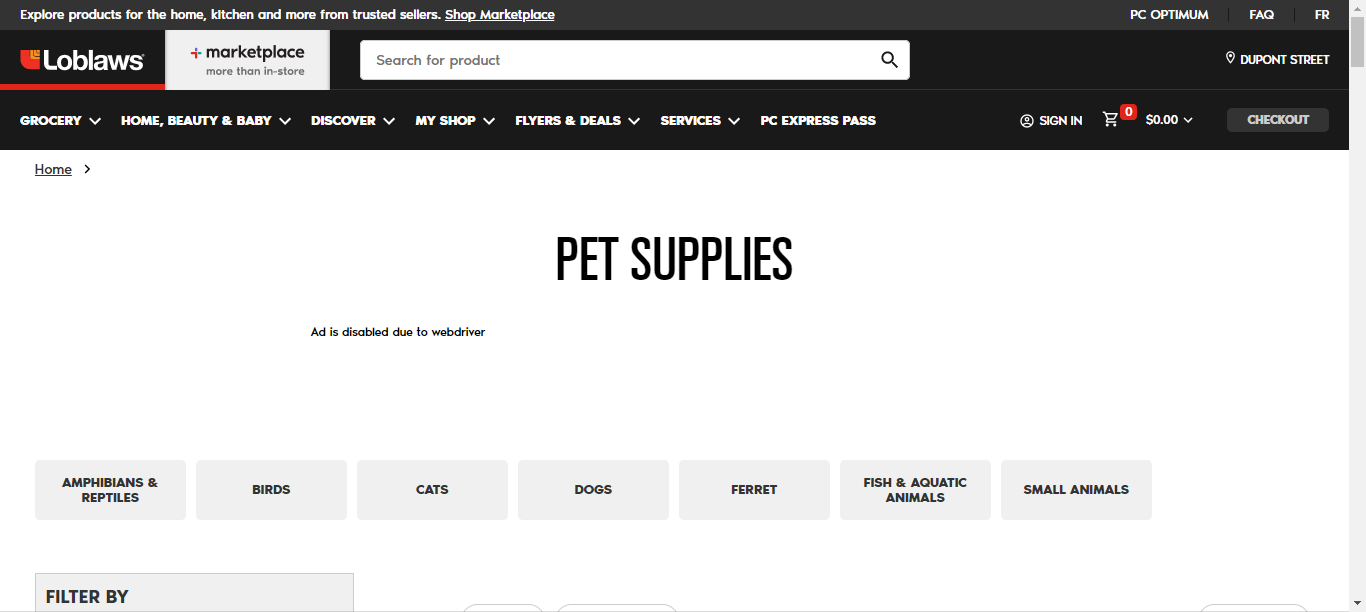 Explore products for the home, kitchen and more from trusted sellers. Shop Marketplace
PC OPTIMUM
FAQ
FR
Loblaws
marketplace
more than in-store
Search for product
DUPONT STREET
GROCERY
HOME, BEAUTY & BABY
DISCOVER
MY SHOP
FLYERS & DEALS
SERVICES
PC EXPRESS PASS
SIGN IN
0
$0.00
CHECKOUT
Home
PET SUPPLIES
Ad is disabled due to webdriver
AMPHIBIANS &
REPTILES
BIRDS
CATS
DOGS
FERRET
FISH & AQUATIC
ANIMALS
SMALL ANIMALS
FILTER BY